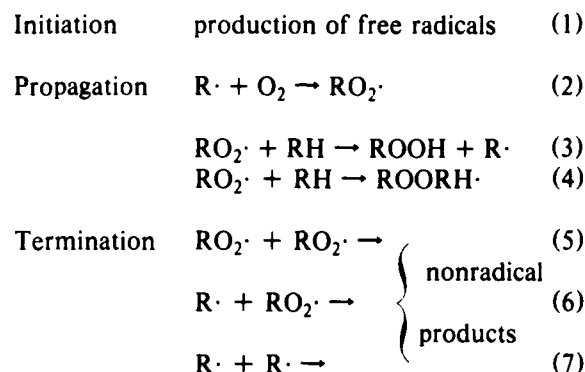 Initiation production of free radicals (1)
Propagation R· + O₂ → RO₂· (2)
RO₂· + RH → ROOH + R· (3)
RO₂· + RH → ROORH· (4)
Termination RO₂· + RO₂· → (5)
nonradical
R· + RO₂· → (6)
products
R· + R· → (7)